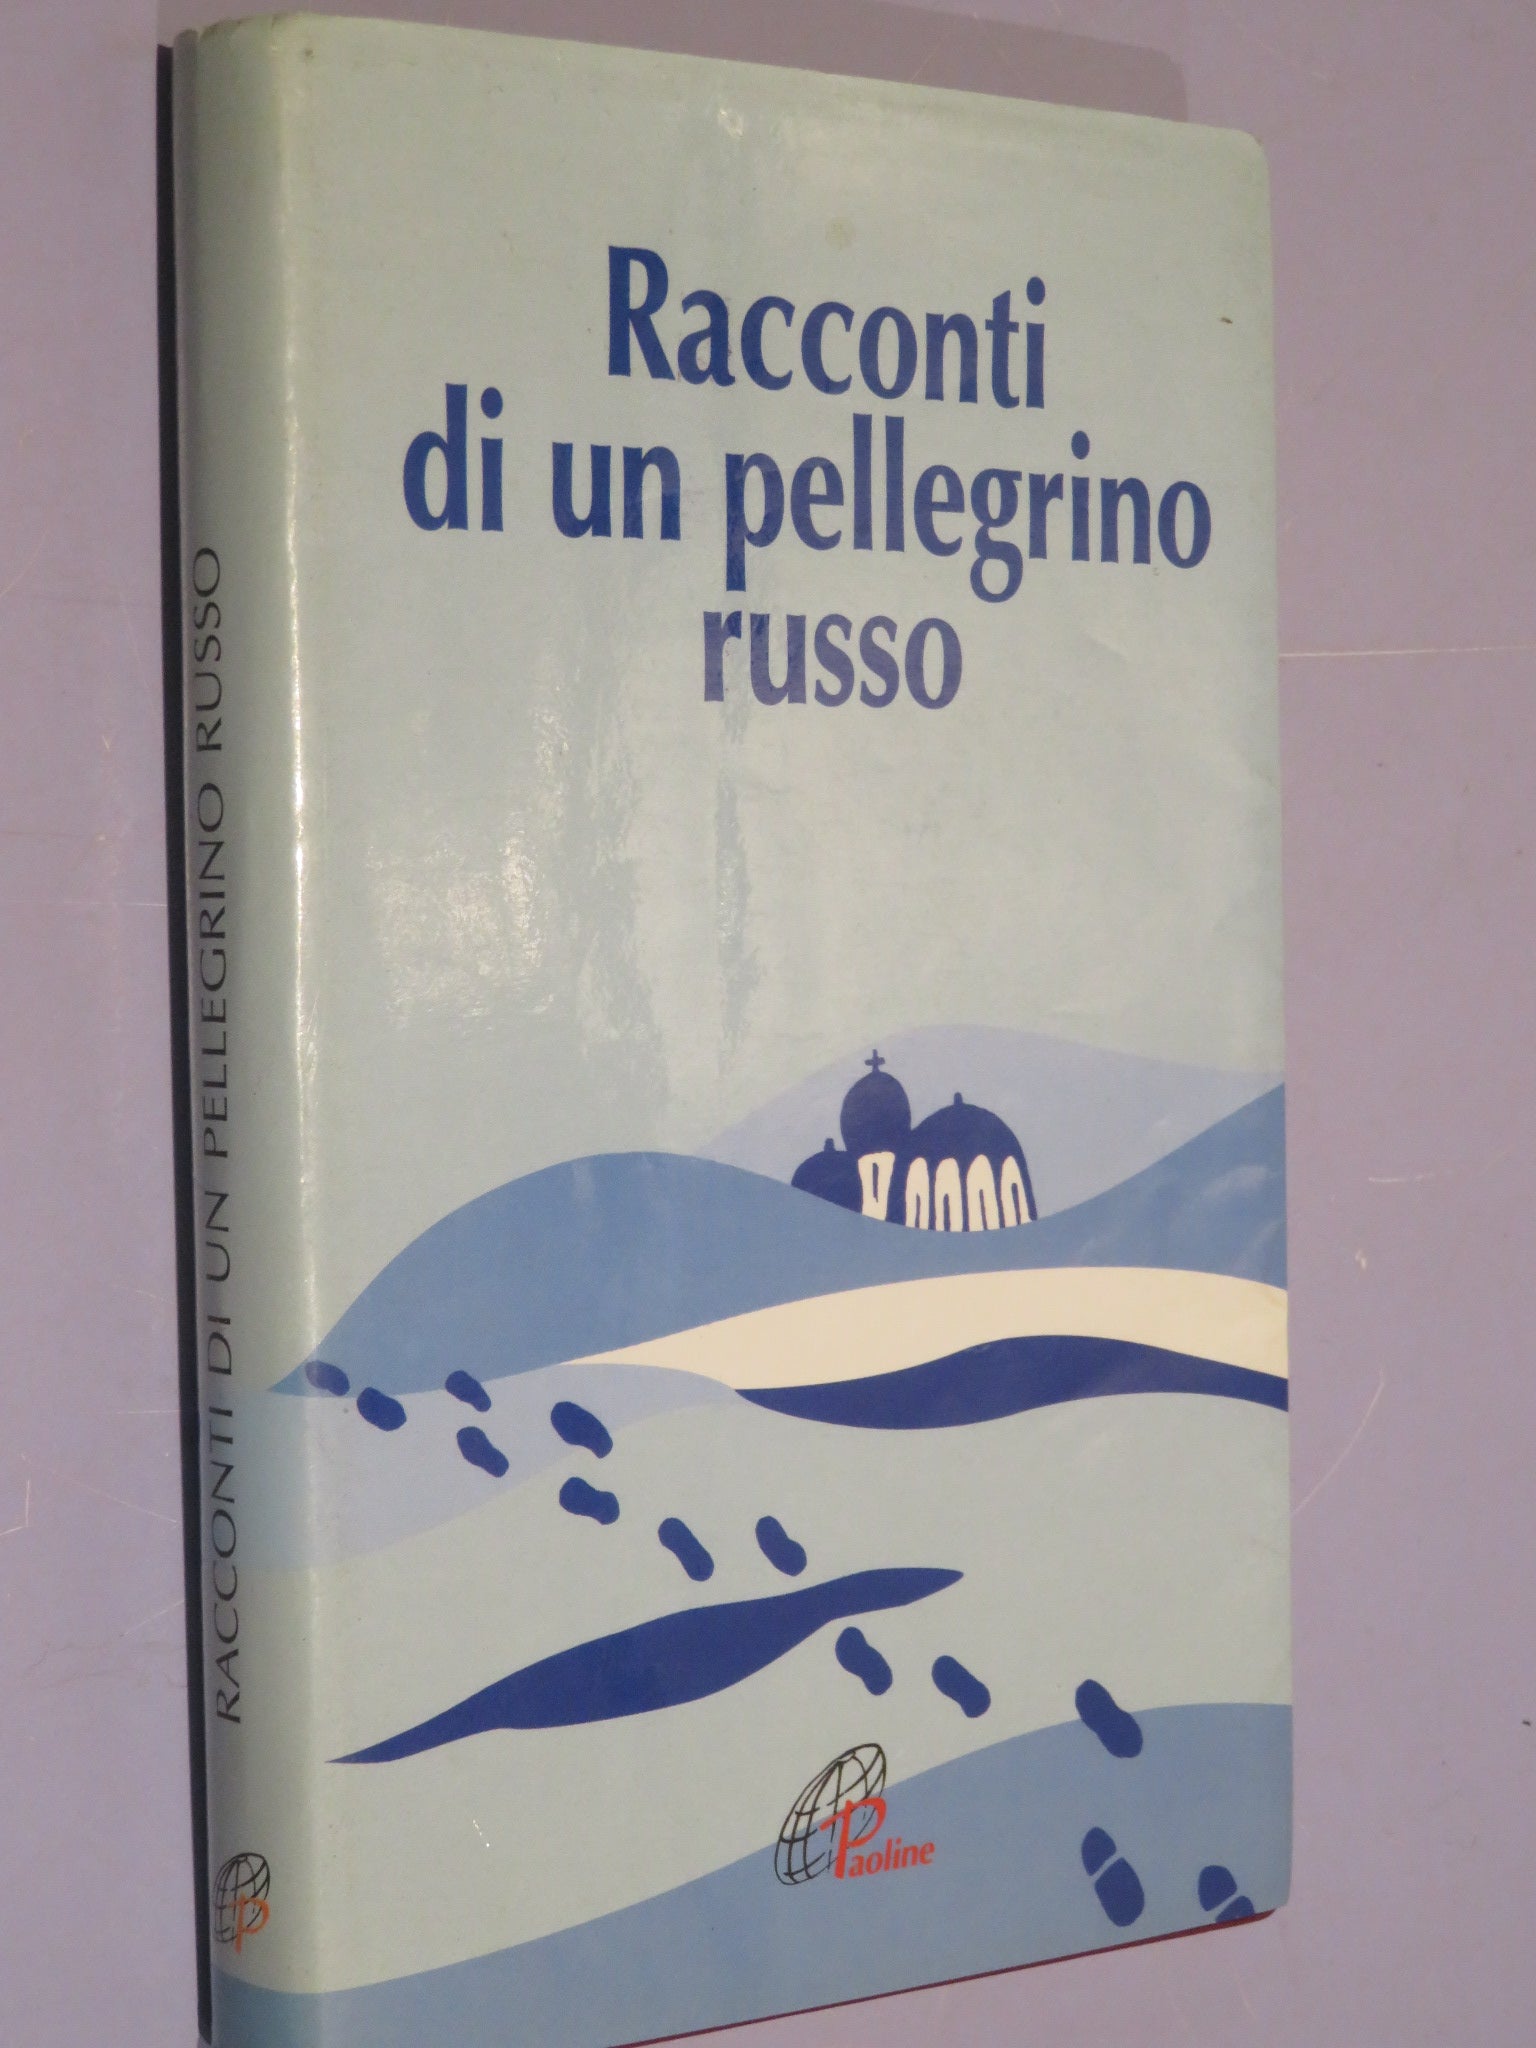 Racconti
di un pellegrino
russo
Paoline
RACCONTI DI UN PELLEGRINO RUSSO
P